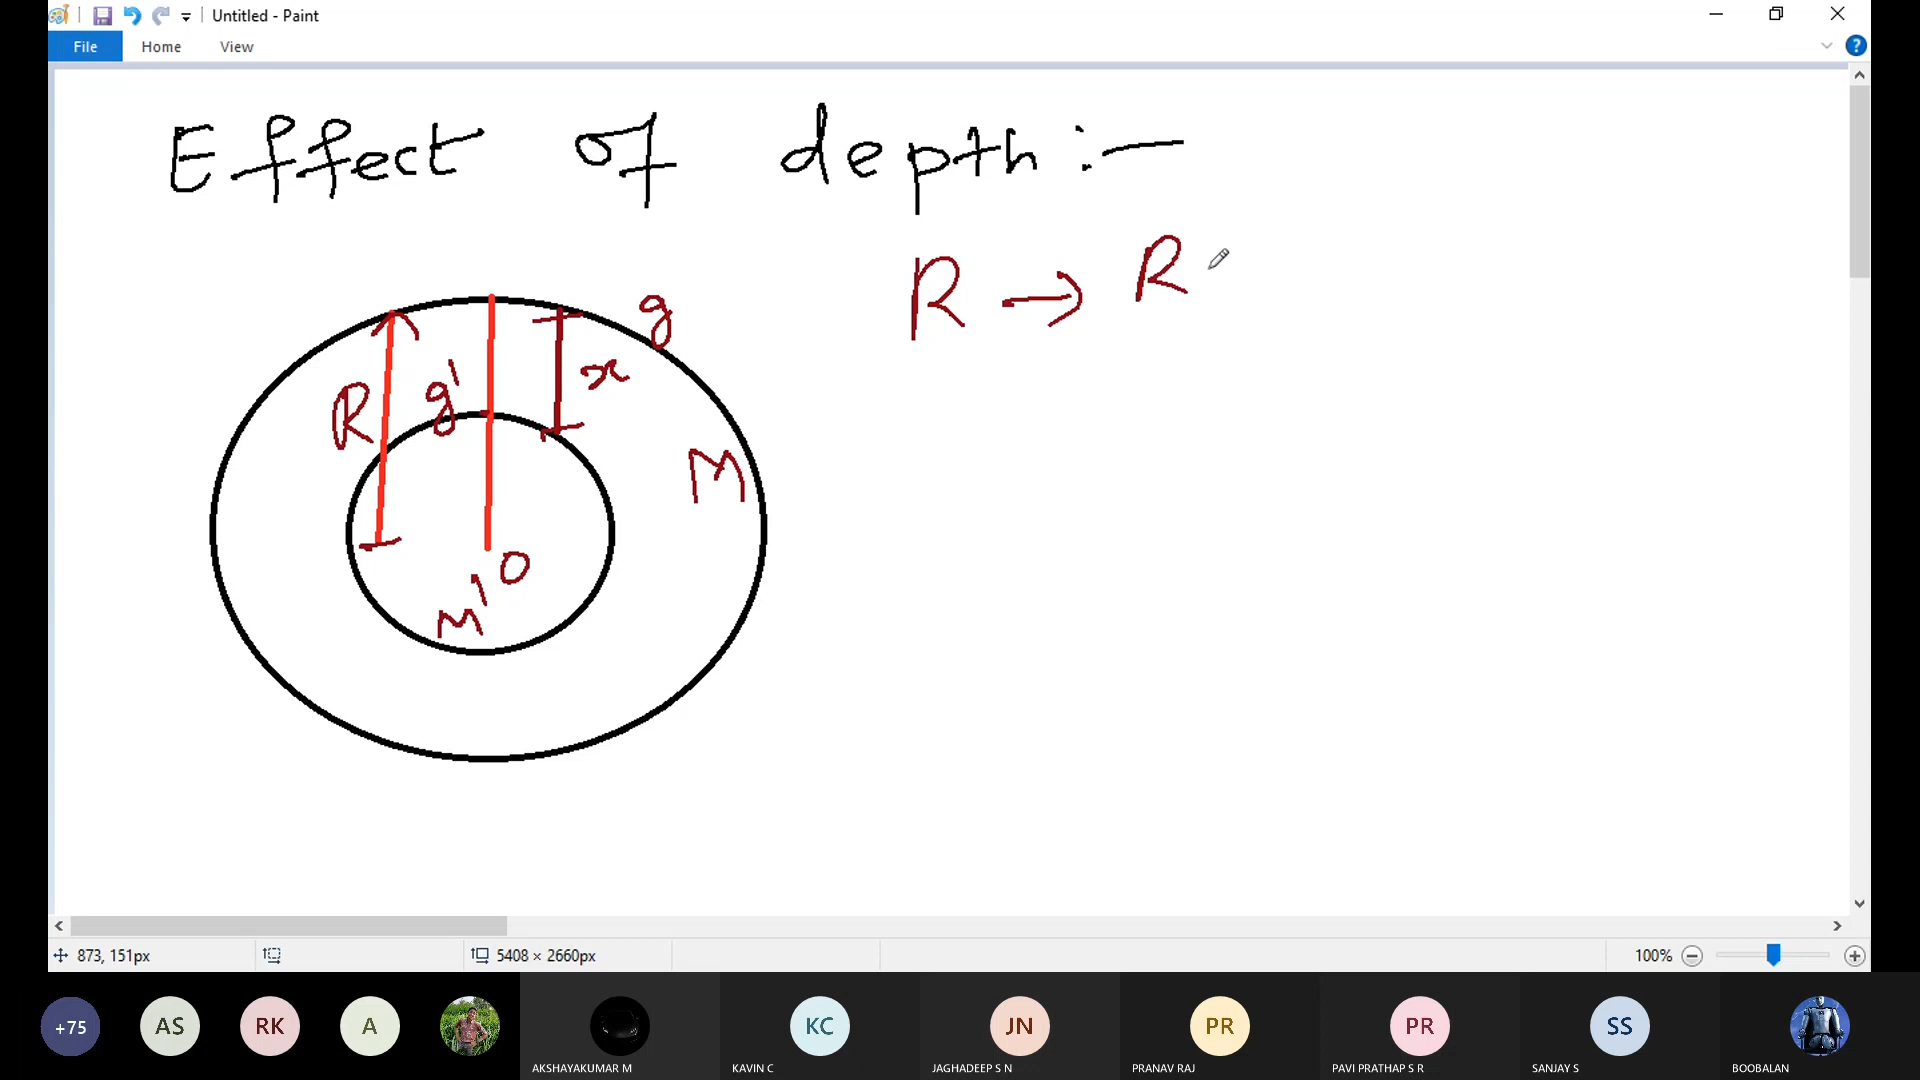 Untitled - Paint
File Home View
Effect of depth :-
R → R
g
R g' x
M
O
M'
873, 151px 5408 × 2660px 100%
+75 AS RK A KC JN PR PR SS
AKSHAYAKUMAR M KAVIN C JAGHADEEP S N PRANAV RAJ PAVI PRATHAP S R SANJAY S BOOBALAN